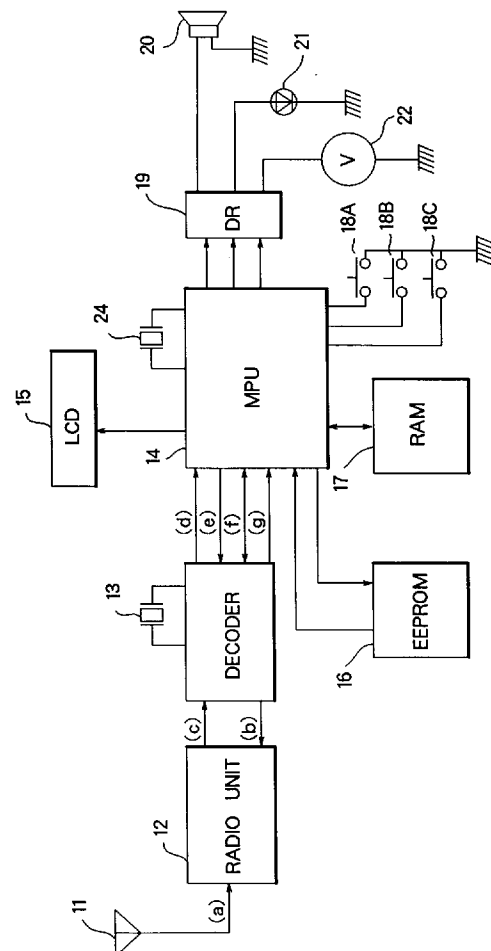 11
(a)
12
RADIO UNIT
(c)
(b)
13
DECODER
(d)
(e)
(f)
(g)
15
LCD
14
MPU
24
16
EEPROM
17
RAM
19
DR
20
21
22
V
18A
18B
18C